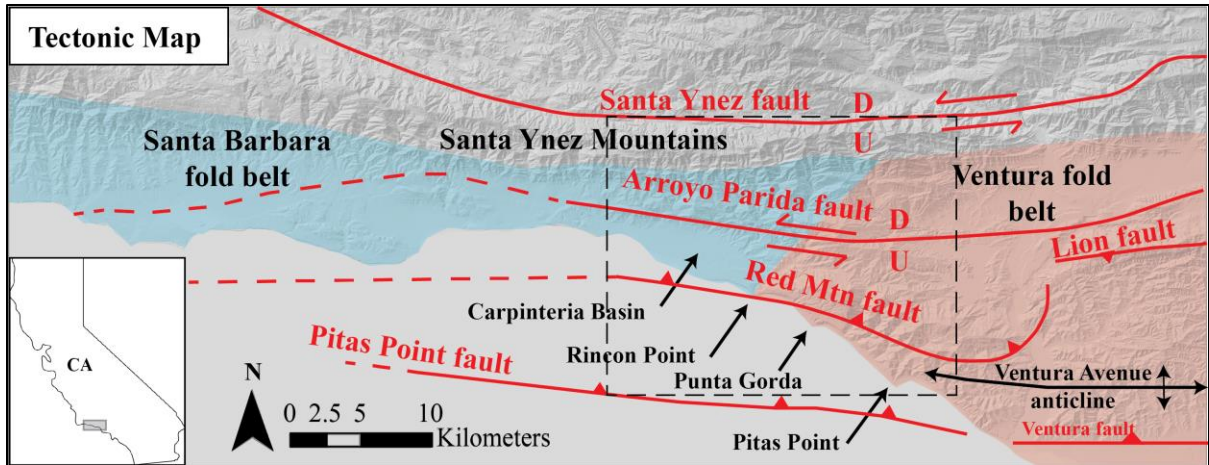 Tectonic Map
Santa Ynez fault
D
U
Santa Barbara
fold belt
Santa Ynez Mountains
Ventura fold
belt
Arroyo Parida fault
D
U
Lion fault
Red Mtn fault
Carpinteria Basin
Rincon Point
Punta Gorda
Pitas Point fault
Pitas Point
Ventura Avenue
anticline
Ventura fault
CA
N
0 2.5 5 10
Kilometers